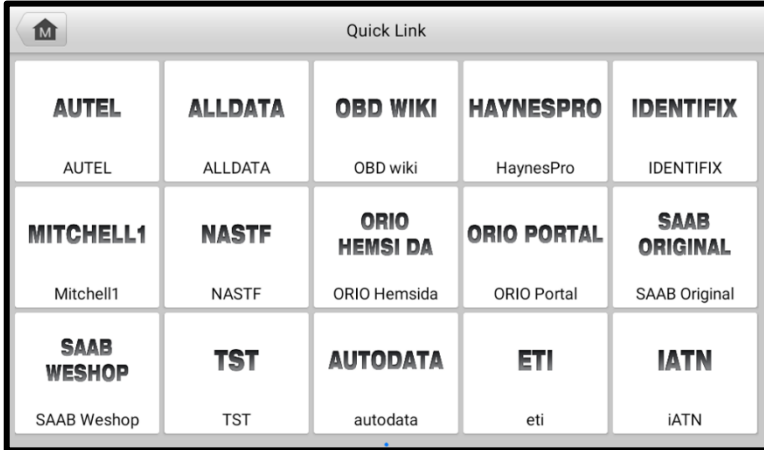 M
Quick Link
AUTEL
AUTEL
ALLDATA
ALLDATA
OBD WIKI
OBD wiki
HAYNESPRO
HaynesPro
IDENTIFIX
IDENTIFIX
MITCHELL1
Mitchell1
NASTF
NASTF
ORIO
HEMSI DA
ORIO Hemsida
ORIO PORTAL
ORIO Portal
SAAB
ORIGINAL
SAAB Original
SAAB
WESHOP
SAAB Weshop
TST
TST
AUTODATA
autodata
ETI
eti
IATN
iATN